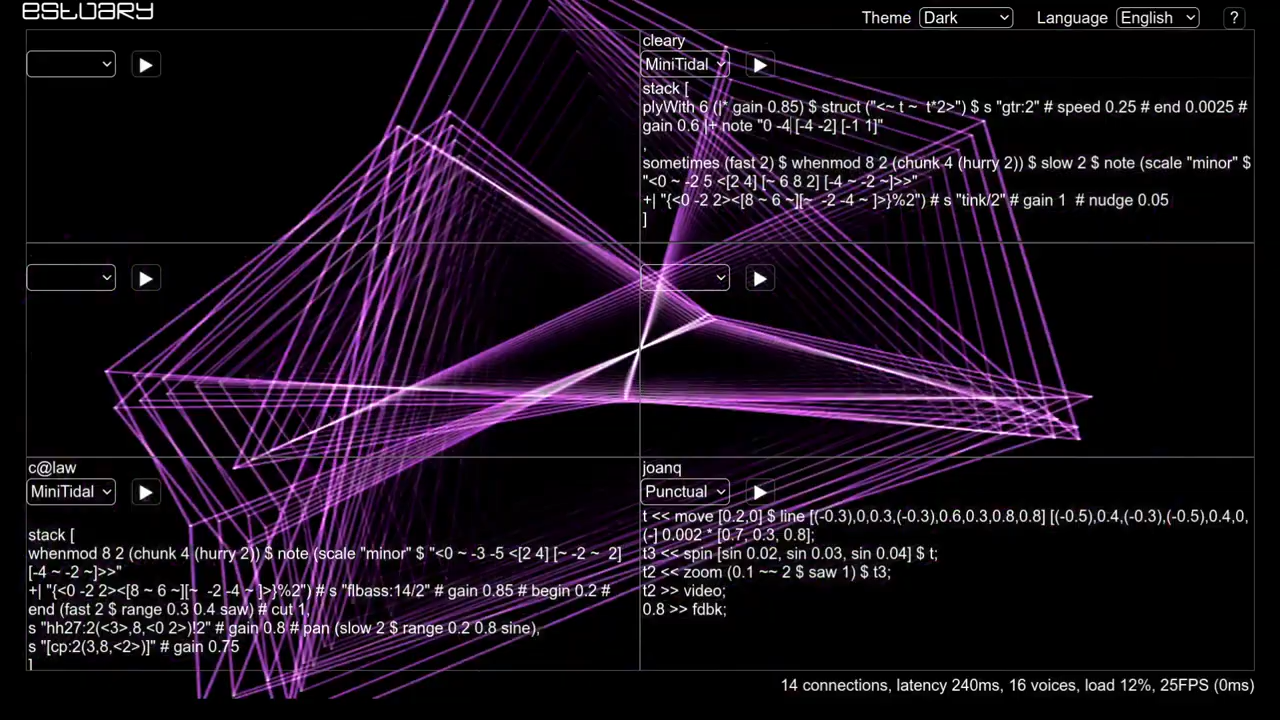 estuary
Theme Dark Language English ?
cleary
MiniTidal
stack [
plyWith 6 (|* gain 0.85) $ struct ("<~ t ~  t*2>") $ s "gtr:2" # speed 0.25 # end 0.0025 #
gain 0.6 |+ note "0 -4 [-4 -2] [-1 1]"
,
sometimes (fast 2) $ whenmod 8 2 (chunk 4 (hurry 2)) $ slow 2 $ note (scale "minor" $
"<0 ~ -2 5 <[2 4] [~ 6 8 2] [-4 ~ -2 ~]>>"
+| "{<0 -2 2><[8 ~ 6 ~][~  -2 -4 ~ ]>}%2") # s "tink/2" # gain 1  # nudge 0.05
]
c@law
MiniTidal
stack [
whenmod 8 2 (chunk 4 (hurry 2)) $ note (scale "minor" $ "<0 ~ -3 -5 <[2 4] [~ -2 ~  2]
[-4 ~ -2 ~]>>"
+| "{<0 -2 2><[8 ~ 6 ~][~  -2 -4 ~ ]>}%2") # s "flbass:14/2" # gain 0.85 # begin 0.2 #
end (fast 2 $ range 0.3 0.4 saw) # cut 1,
s "hh27:2(<3>,8,<0 2>)!2" # gain 0.8 # pan (slow 2 $ range 0.2 0.8 sine),
s "[cp:2(3,8,<2>)]" # gain 0.75
]
joanq
Punctual
t << move [0.2,0] $ line [(-0.3),0,0.3,(-0.3),0.6,0.3,0.8,0.8] [(-0.5),0.4,(-0.3),(-0.5),0.4,0,
(-] 0.002 * [0.7, 0.3, 0.8];
t3 << spin [sin 0.02, sin 0.03, sin 0.04] $ t;
t2 << zoom (0.1 ~~ 2 $ saw 1) $ t3;
t2 >> video;
0.8 >> fdbk;
14 connections, latency 240ms, 16 voices, load 12%, 25FPS (0ms)